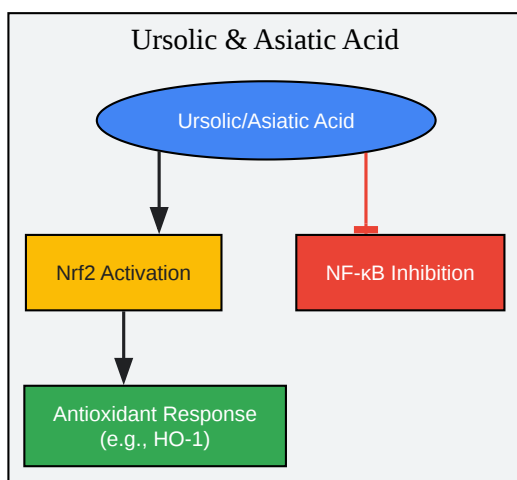 Ursolic & Asiatic Acid
Ursolic/Asiatic Acid
Nrf2 Activation
NF-κB Inhibition
Antioxidant Response
(e.g., HO-1)